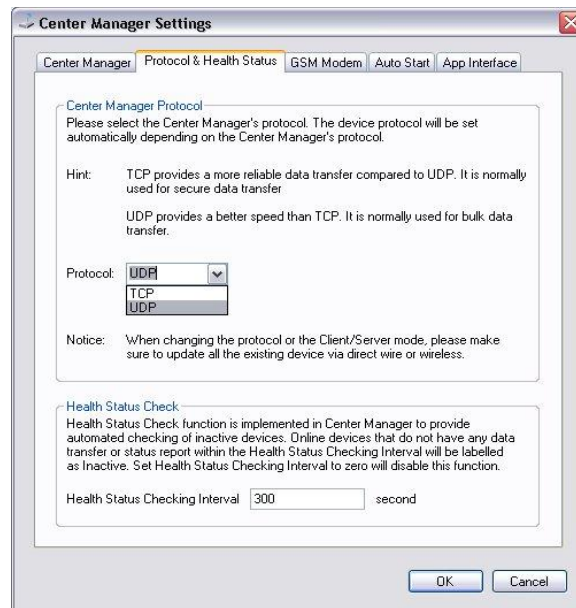 Center Manager Settings
Center Manager Protocol & Health Status GSM Modem Auto Start App Interface
Center Manager Protocol
Please select the Center Manager's protocol. The device protocol will be set
automatically depending on the Center Manager's protocol.
Hint: TCP provides a more reliable data transfer compared to UDP. It is normally
used for secure data transfer
UDP provides a better speed than TCP. It is normally used for bulk data
transfer.
Protocol: UDP
TCP
UDP
Notice: When changing the protocol or the Client/Server mode, please make
sure to update all the existing device via direct wire or wireless.
Health Status Check
Health Status Check function is implemented in Center Manager to provide
automated checking of inactive devices. Online devices that do not have any data
transfer or status report within the Health Status Checking Interval will be labelled
as Inactive. Set Health Status Checking Interval to zero will disable this function.
Health Status Checking Interval 300 second
OK Cancel